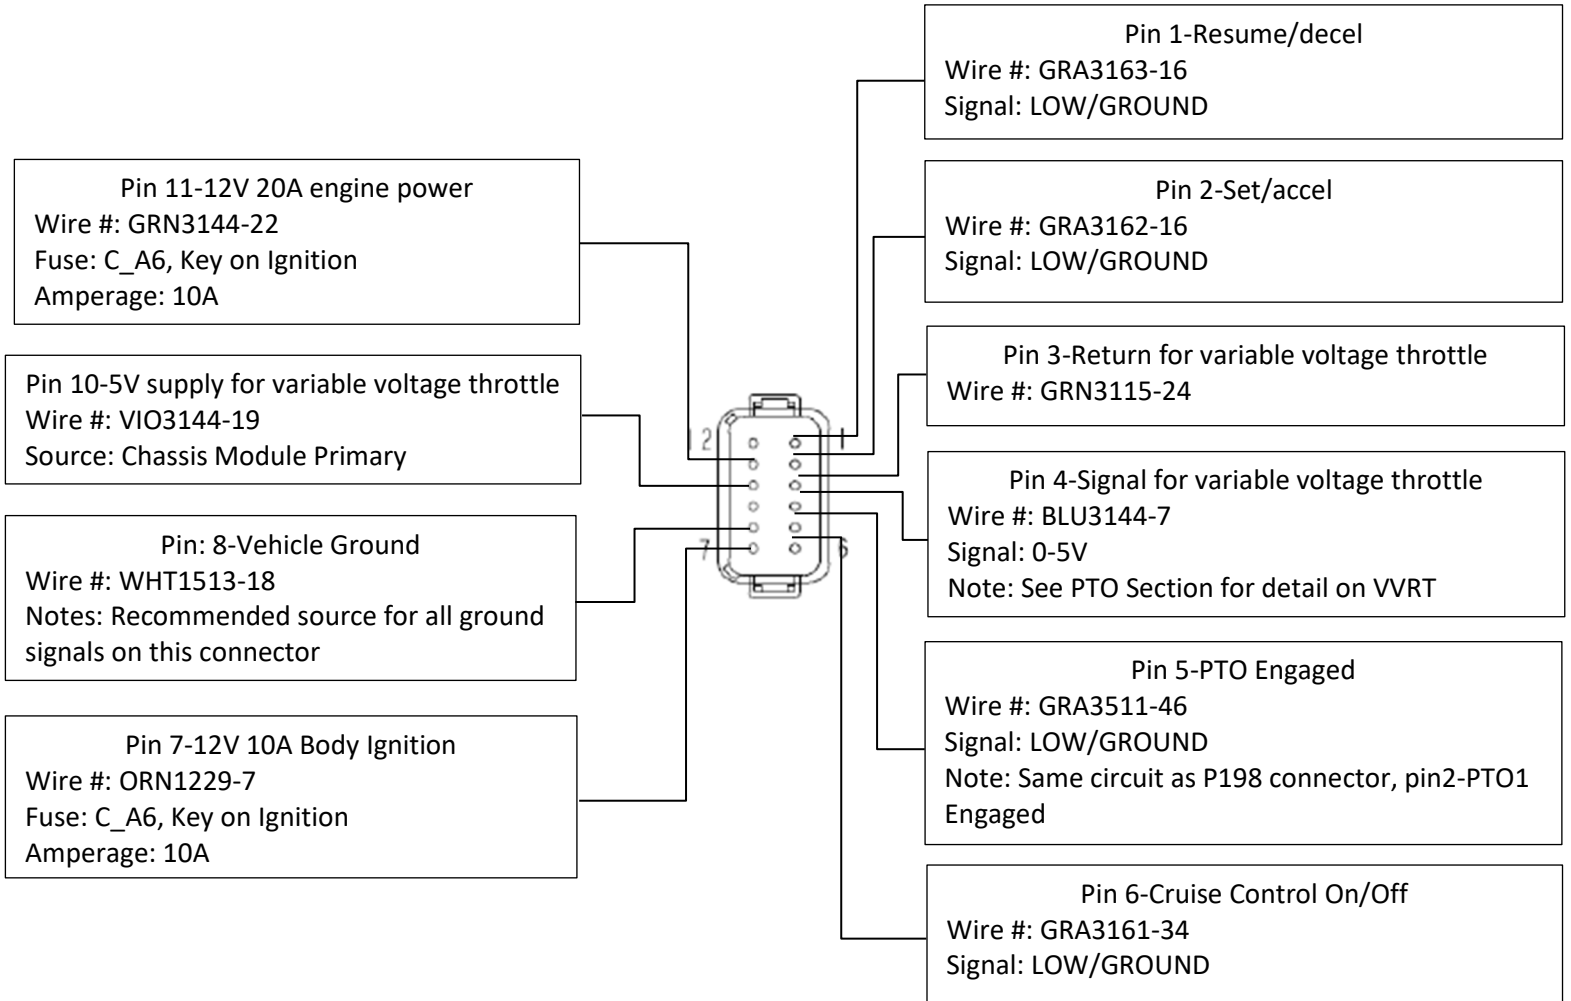 Pin 1-Resume/decel
Wire #: GRA3163-16
Signal: LOW/GROUND
Pin 11-12V 20A engine power
Wire #: GRN3144-22
Fuse: C_A6, Key on Ignition
Amperage: 10A
Pin 2-Set/accel
Wire #: GRA3162-16
Signal: LOW/GROUND
Pin 10-5V supply for variable voltage throttle
Wire #: VIO3144-19
Source: Chassis Module Primary
Pin 3-Return for variable voltage throttle
Wire #: GRN3115-24
12
1
7
6
Pin 4-Signal for variable voltage throttle
Wire #: BLU3144-7
Signal: 0-5V
Note: See PTO Section for detail on VVRT
Pin: 8-Vehicle Ground
Wire #: WHT1513-18
Notes: Recommended source for all ground
signals on this connector
Pin 5-PTO Engaged
Wire #: GRA3511-46
Signal: LOW/GROUND
Note: Same circuit as P198 connector, pin2-PTO1
Engaged
Pin 7-12V 10A Body Ignition
Wire #: ORN1229-7
Fuse: C_A6, Key on Ignition
Amperage: 10A
Pin 6-Cruise Control On/Off
Wire #: GRA3161-34
Signal: LOW/GROUND